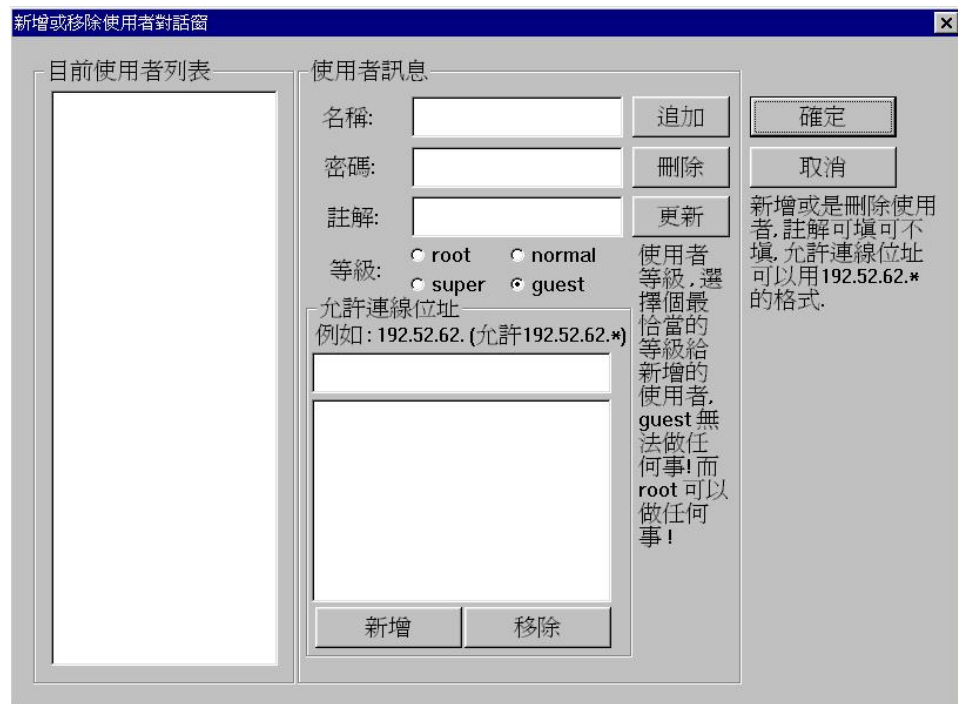 新增或移除使用者對話窗
目前使用者列表
使用者訊息
名稱:
追加
確定
密碼:
刪除
取消
註解:
更新
新增或是刪除使用
者,註解可填可不
填,允許連線位址
可以用192.52.62.*
的格式.
等級:
root
normal
super
guest
使用者
等級,選
擇個最
恰當的
等級給
新增的
使用者,
guest 無
法做任
何事!而
root 可以
做任何
事!
允許連線位址
例如:192.52.62. (允許192.52.62.*)
新增
移除